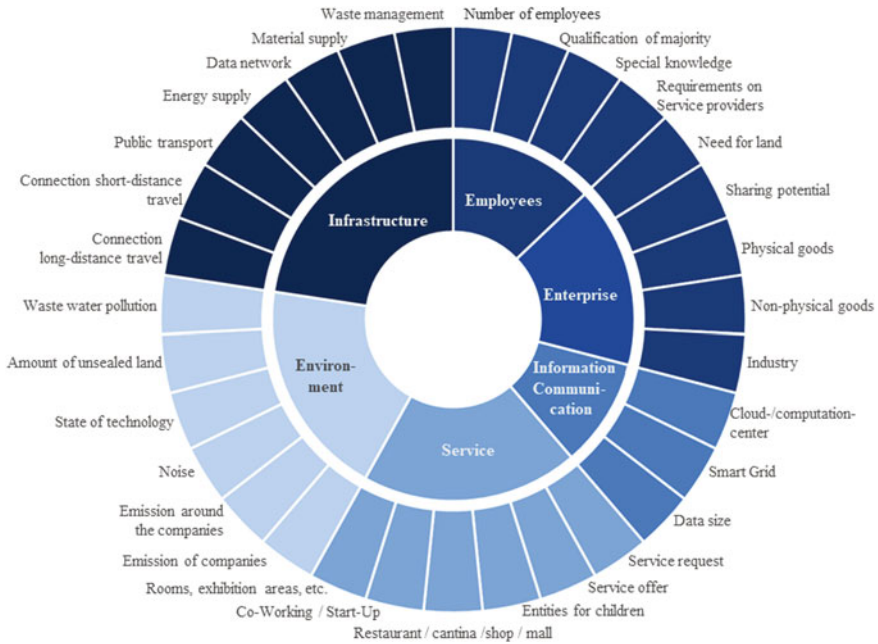 Number of employees
Qualification of majority
Special knowledge
Requirements on
Service providers
Need for land
Sharing potential
Physical goods
Non-physical goods
Industry
Cloud-/computation-
center
Smart Grid
Data size
Service request
Service offer
Entities for children
Restaurant / cantina /shop / mall
Co-Working / Start-Up
Rooms, exhibition areas, etc.
Emission of companies
Emission around
the companies
Noise
State of technology
Amount of unsealed land
Waste water pollution
Connection
long-distance travel
Connection short-distance
travel
Public transport
Energy supply
Data network
Material supply
Waste management
Employees
Enterprise
Information
Communi-
cation
Service
Environ-
ment
Infrastructure